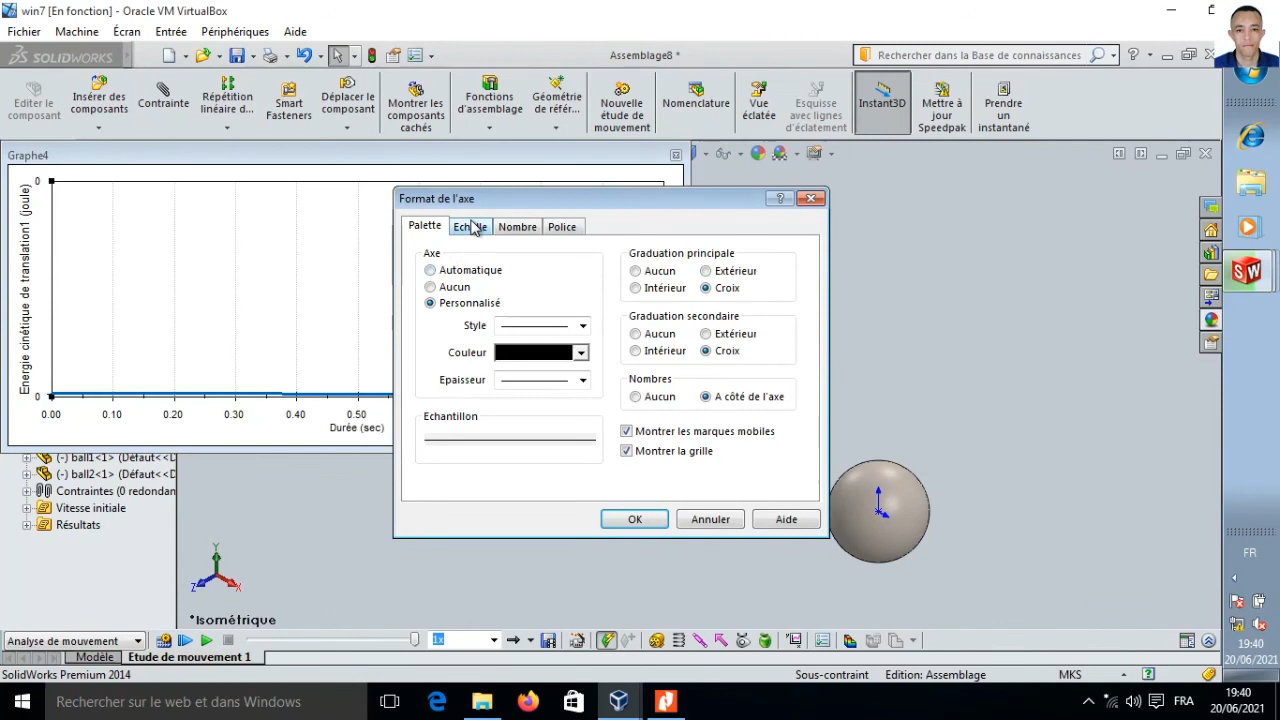 win7 [En fonction] - Oracle VM VirtualBox
Fichier Machine Écran Entrée Périphériques Aide
SOLIDWORKS Assemblage8 * Rechercher dans la Base de connaissances
Editer le composant
Insérer des composants
Contrainte
Répétition linéaire d...
Smart Fasteners
Déplacer le composant
Montrer les composants cachés
Fonctions d'assemblage
Géométrie de référ...
Nouvelle étude de mouvement
Nomenclature
Vue éclatée
Esquisse avec lignes d'éclatement
Instant3D
Mettre à jour Speedpak
Prendre un instantané
Graphe4
Energie cinétique de translation1 (joule)
0
0
0.00 0.10 0.20 0.30 0.40 0.50
Durée (sec)
Format de l'axe
Palette Echelle Nombre Police
Axe
Automatique
Aucun
Personnalisé
Style
Couleur
Epaisseur
Echantillon
Graduation principale
Aucun Extérieur
Intérieur Croix
Graduation secondaire
Aucun Extérieur
Intérieur Croix
Nombres
Aucun A côté de l'axe
Montrer les marques mobiles
Montrer la grille
OK Annuler Aide
(-) ball1<1> (Défaut<<D
(-) ball2<1> (Défaut<<D
Contraintes (0 redondan
Vitesse initiale
Résultats
Y
Z X
*Isométrique
Analyse de mouvement 1x
Modèle Etude de mouvement 1
SolidWorks Premium 2014 Sous-contraint Edition: Assemblage MKS
SW
FR
19:40
20/06/2021
Rechercher sur le web et dans Windows
FRA
19:40
20/06/2021